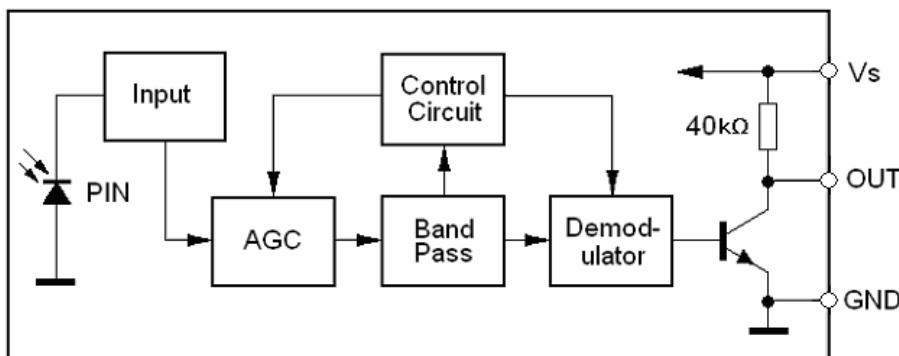 Input
Control
Circuit
Vs
40kΩ
PIN
OUT
AGC
Band
Pass
Demod-
ulator
GND